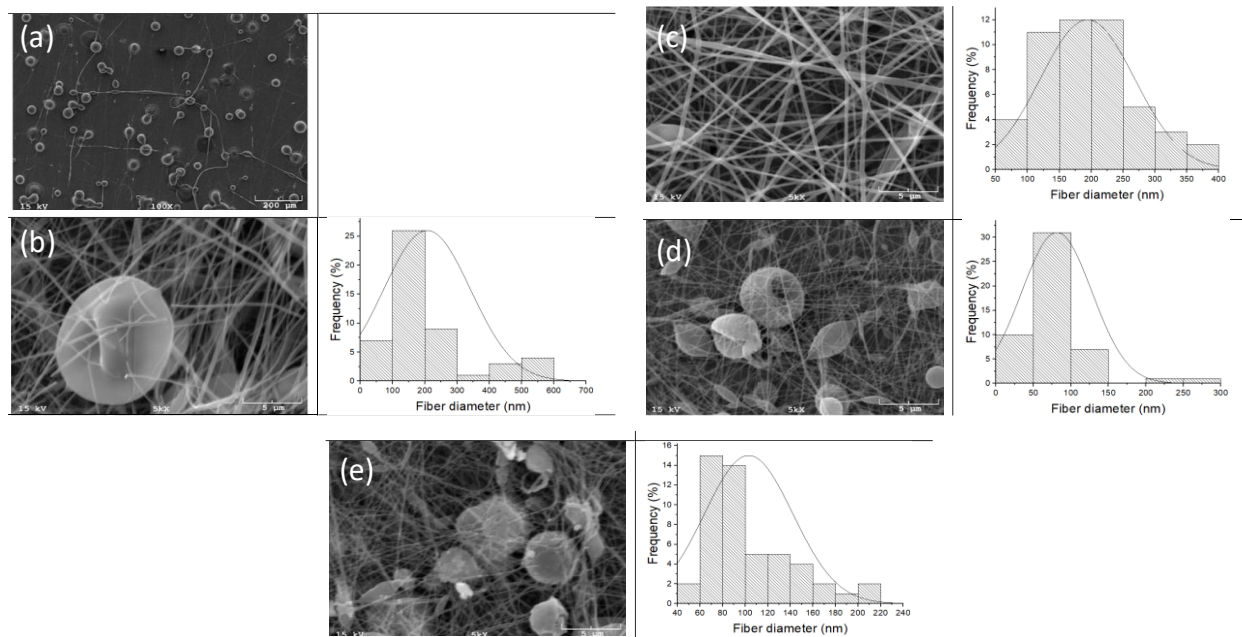 (a)
15 kV 100X 200 μm
(c)
15 kV 5kX 5 μm
Frequency (%)
12
10
8
6
4
2
0
50 100 150 200 250 300 350 400
Fiber diameter (nm)
(b)
15 kV 5kX 5 μm
Frequency (%)
25
20
15
10
5
0
0 100 200 300 400 500 600 700
Fiber diameter (nm)
(d)
15 kV 5kX 5 μm
Frequency (%)
30
25
20
15
10
5
0
0 50 100 150 200 250 300
Fiber diameter (nm)
(e)
15 kV 5kX 5 μm
Frequency (%)
16
14
12
10
8
6
4
2
0
40 60 80 100 120 140 160 180 200 220 240
Fiber diameter (nm)